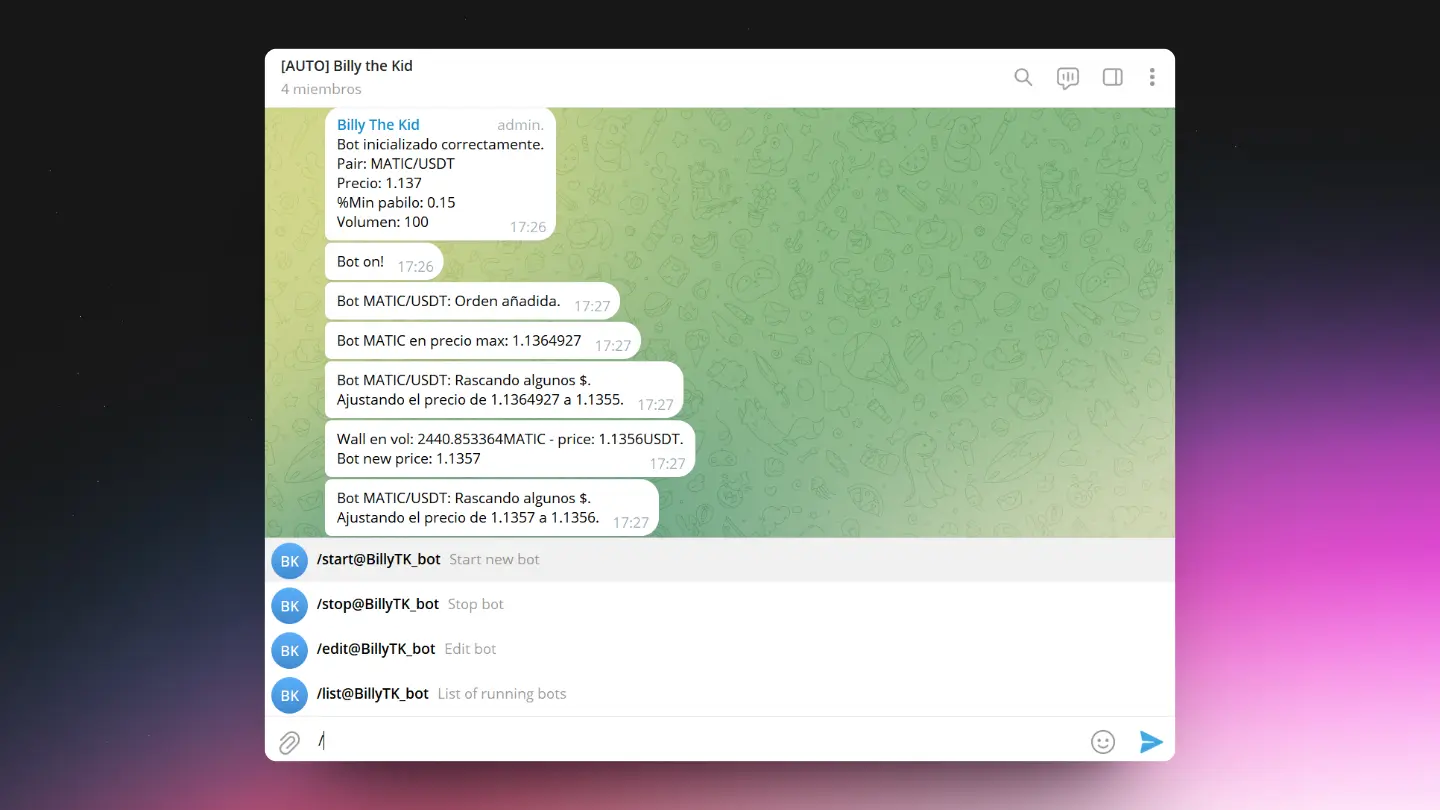 [AUTO] Billy the Kid
4 miembros
Billy The Kid admin.
Bot inicializado correctamente.
Pair: MATIC/USDT
Precio: 1.137
%Min pabilo: 0.15
Volumen: 100 17:26
Bot on! 17:26
Bot MATIC/USDT: Orden añadida. 17:27
Bot MATIC en precio max: 1.1364927 17:27
Bot MATIC/USDT: Rascando algunos $.
Ajustando el precio de 1.1364927 a 1.1355. 17:27
Wall en vol: 2440.853364MATIC - price: 1.1356USDT.
Bot new price: 1.1357 17:27
Bot MATIC/USDT: Rascando algunos $.
Ajustando el precio de 1.1357 a 1.1356. 17:27
BK /start@BillyTK_bot Start new bot
BK /stop@BillyTK_bot Stop bot
BK /edit@BillyTK_bot Edit bot
BK /list@BillyTK_bot List of running bots
/